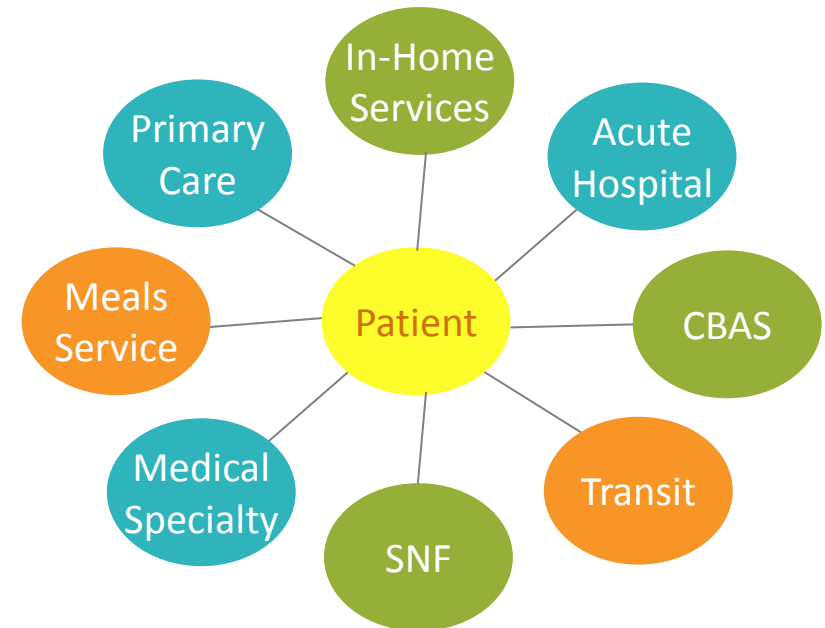 In-Home
Services
Primary
Care
Acute
Hospital
Meals
Service
Patient
CBAS
Medical
Specialty
Transit
SNF